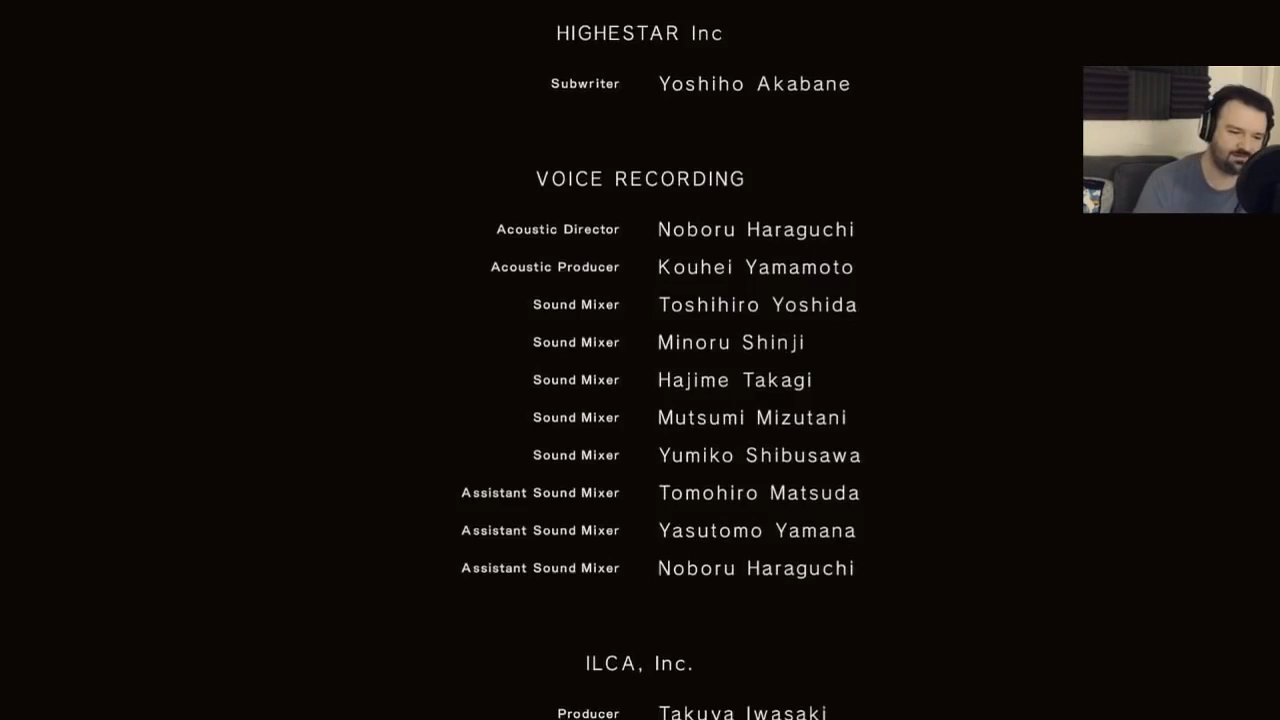 HIGHESTAR Inc
Subwriter Yoshiho Akabane
VOICE RECORDING
Acoustic Director Noboru Haraguchi
Acoustic Producer Kouhei Yamamoto
Sound Mixer Toshihiro Yoshida
Sound Mixer Minoru Shinji
Sound Mixer Hajime Takagi
Sound Mixer Mutsumi Mizutani
Sound Mixer Yumiko Shibusawa
Assistant Sound Mixer Tomohiro Matsuda
Assistant Sound Mixer Yasutomo Yamana
Assistant Sound Mixer Noboru Haraguchi
ILCA, Inc.
Producer Takuya Iwasaki